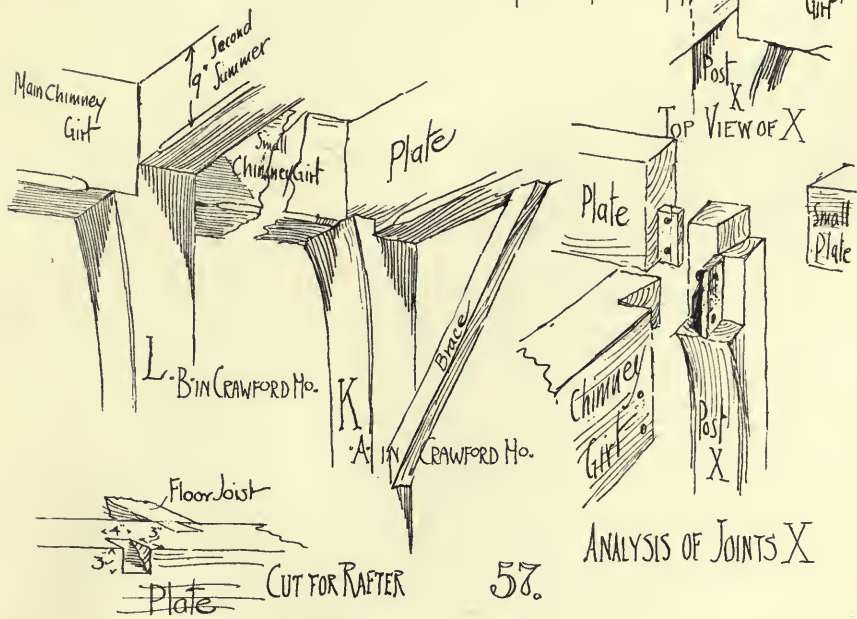 Main Chimney
Girt
9" Second
Summer
Small
Chimney Girt
Plate
Girt
Post
X
TOP VIEW OF X
Plate
Small
Plate
Brace
Chimney
Girt
Post
X
L. "B" IN CRAWFORD HO.
K
"A" IN CRAWFORD HO.
Floor Joist
4" 3"
3"
Plate
CUT FOR RAFTER
57.
ANALYSIS OF JOINTS X